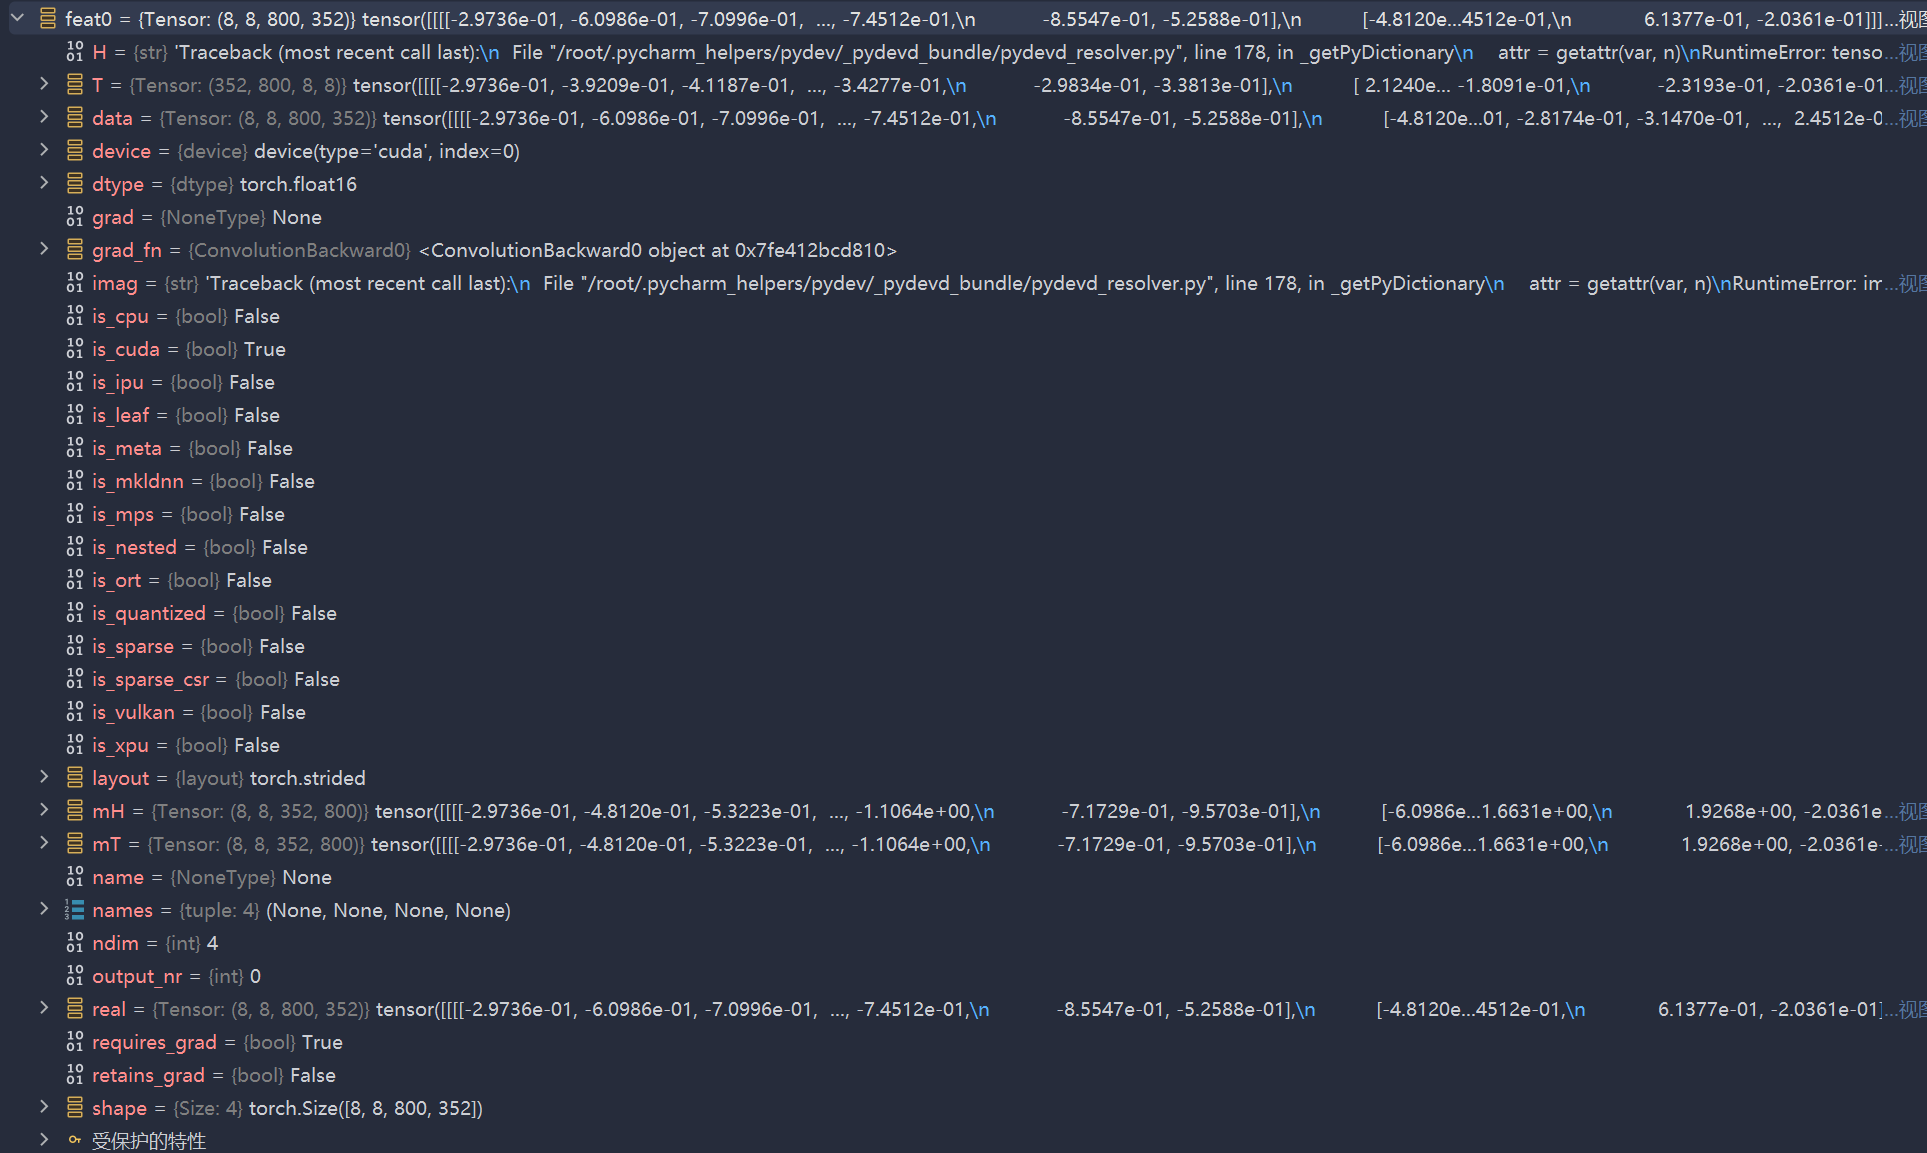 feat0 = {Tensor: (8, 8, 800, 352)} tensor([[[[-2.9736e-01, -6.0986e-01, -7.0996e-01,  ..., -7.4512e-01,\n          -8.5547e-01, -5.2588e-01],\n         [-4.8120e...4512e-01,\n           6.1377e-01, -2.0361e-01]]]]...视图
H = {str} 'Traceback (most recent call last):\n  File "/root/.pycharm_helpers/pydev/_pydevd_bundle/pydevd_resolver.py", line 178, in _getPyDictionary\n    attr = getattr(var, n)\nRuntimeError: tenso...视图
T = {Tensor: (352, 800, 8, 8)} tensor([[[[-2.9736e-01, -3.9209e-01, -4.1187e-01,  ..., -3.4277e-01,\n          -2.9834e-01, -3.3813e-01],\n         [ 2.1240e... -1.8091e-01,\n          -2.3193e-01, -2.0361e-01...视图
data = {Tensor: (8, 8, 800, 352)} tensor([[[[-2.9736e-01, -6.0986e-01, -7.0996e-01,  ..., -7.4512e-01,\n          -8.5547e-01, -5.2588e-01],\n         [-4.8120e...01, -2.8174e-01, -3.1470e-01,  ...,  2.4512e-0...视图
device = {device} device(type='cuda', index=0)
dtype = {dtype} torch.float16
grad = {NoneType} None
grad_fn = {ConvolutionBackward0} <ConvolutionBackward0 object at 0x7fe412bcd810>
imag = {str} 'Traceback (most recent call last):\n  File "/root/.pycharm_helpers/pydev/_pydevd_bundle/pydevd_resolver.py", line 178, in _getPyDictionary\n    attr = getattr(var, n)\nRuntimeError: im...视图
is_cpu = {bool} False
is_cuda = {bool} True
is_ipu = {bool} False
is_leaf = {bool} False
is_meta = {bool} False
is_mkldnn = {bool} False
is_mps = {bool} False
is_nested = {bool} False
is_ort = {bool} False
is_quantized = {bool} False
is_sparse = {bool} False
is_sparse_csr = {bool} False
is_vulkan = {bool} False
is_xpu = {bool} False
layout = {layout} torch.strided
mH = {Tensor: (8, 8, 352, 800)} tensor([[[[-2.9736e-01, -4.8120e-01, -5.3223e-01,  ..., -1.1064e+00,\n          -7.1729e-01, -9.5703e-01],\n         [-6.0986e...1.6631e+00,\n           1.9268e+00, -2.0361e-...视图
mT = {Tensor: (8, 8, 352, 800)} tensor([[[[-2.9736e-01, -4.8120e-01, -5.3223e-01,  ..., -1.1064e+00,\n          -7.1729e-01, -9.5703e-01],\n         [-6.0986e...1.6631e+00,\n           1.9268e+00, -2.0361e-...视图
name = {NoneType} None
names = {tuple: 4} (None, None, None, None)
ndim = {int} 4
output_nr = {int} 0
real = {Tensor: (8, 8, 800, 352)} tensor([[[[-2.9736e-01, -6.0986e-01, -7.0996e-01,  ..., -7.4512e-01,\n          -8.5547e-01, -5.2588e-01],\n         [-4.8120e...4512e-01,\n           6.1377e-01, -2.0361e-01]...视图
requires_grad = {bool} True
retains_grad = {bool} False
shape = {Size: 4} torch.Size([8, 8, 800, 352])
受保护的特性